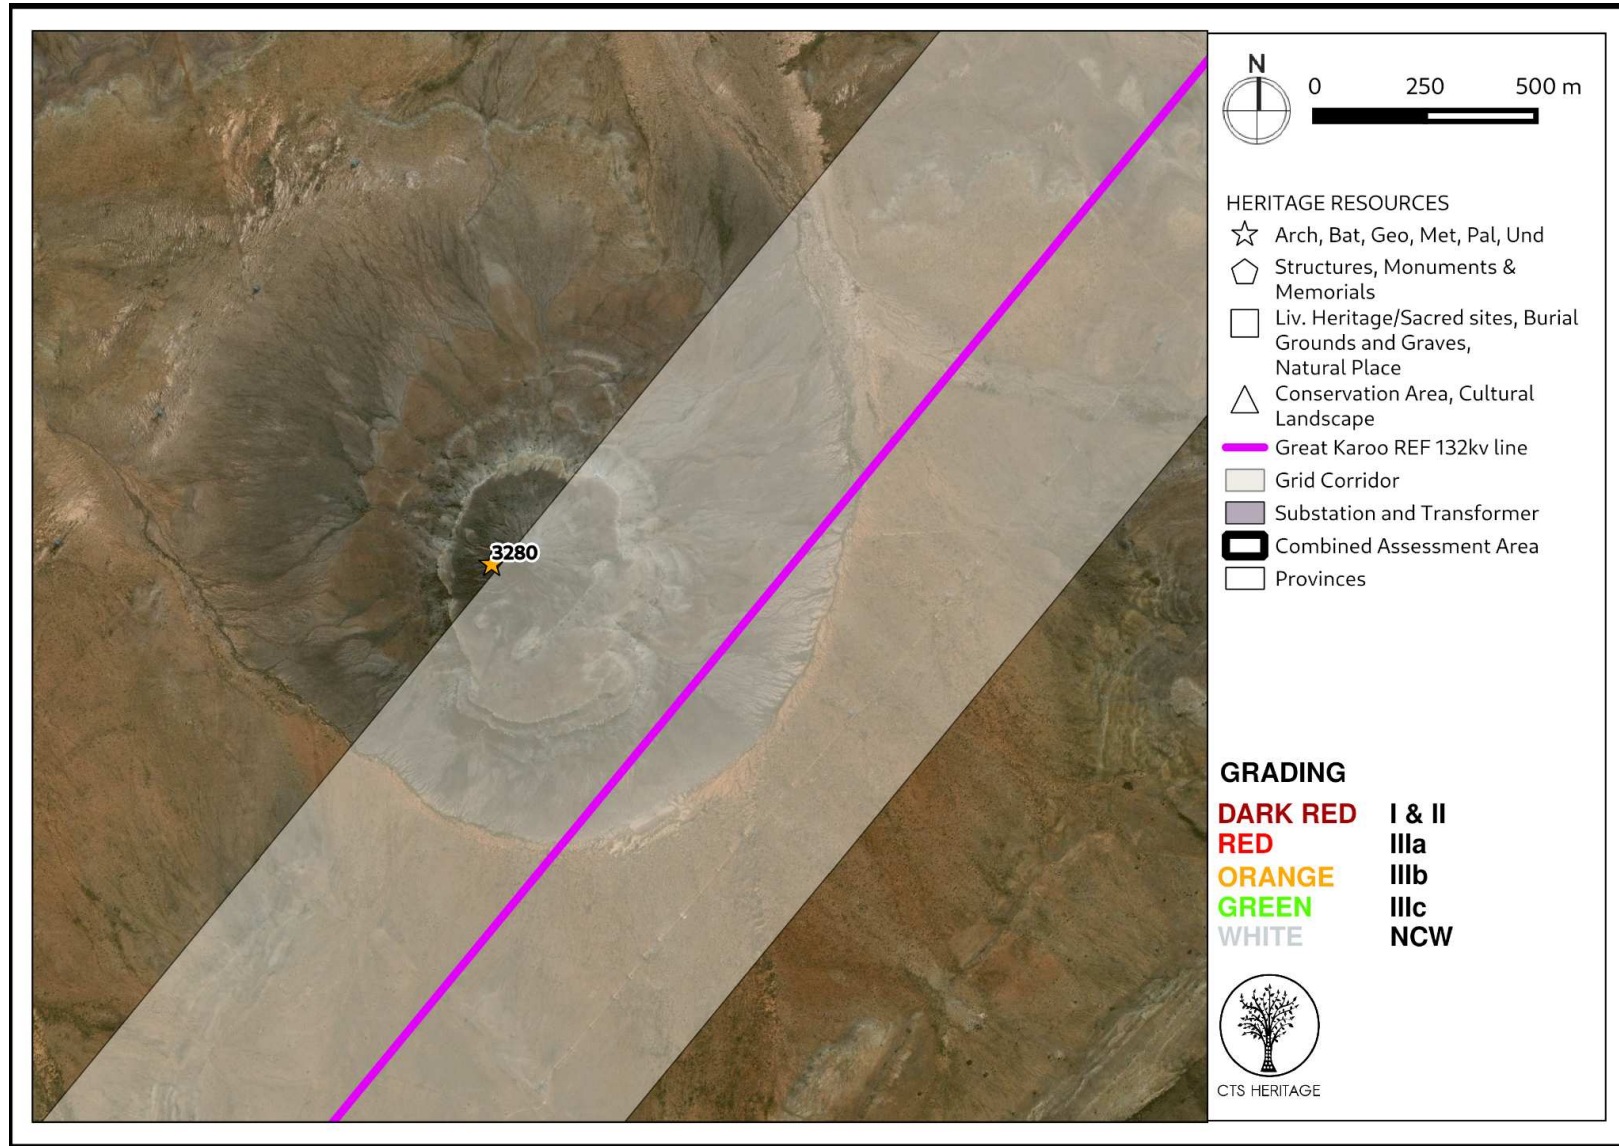 3280
N
0 250 500 m
HERITAGE RESOURCES
Arch, Bat, Geo, Met, Pal, Und
Structures, Monuments &
Memorials
Liv. Heritage/Sacred sites, Burial
Grounds and Graves,
Natural Place
Conservation Area, Cultural
Landscape
Great Karoo REF 132kv line
Grid Corridor
Substation and Transformer
Combined Assessment Area
Provinces
GRADING
DARK RED I & II
RED IIIa
ORANGE IIIb
GREEN IIIc
WHITE NCW
CTS HERITAGE